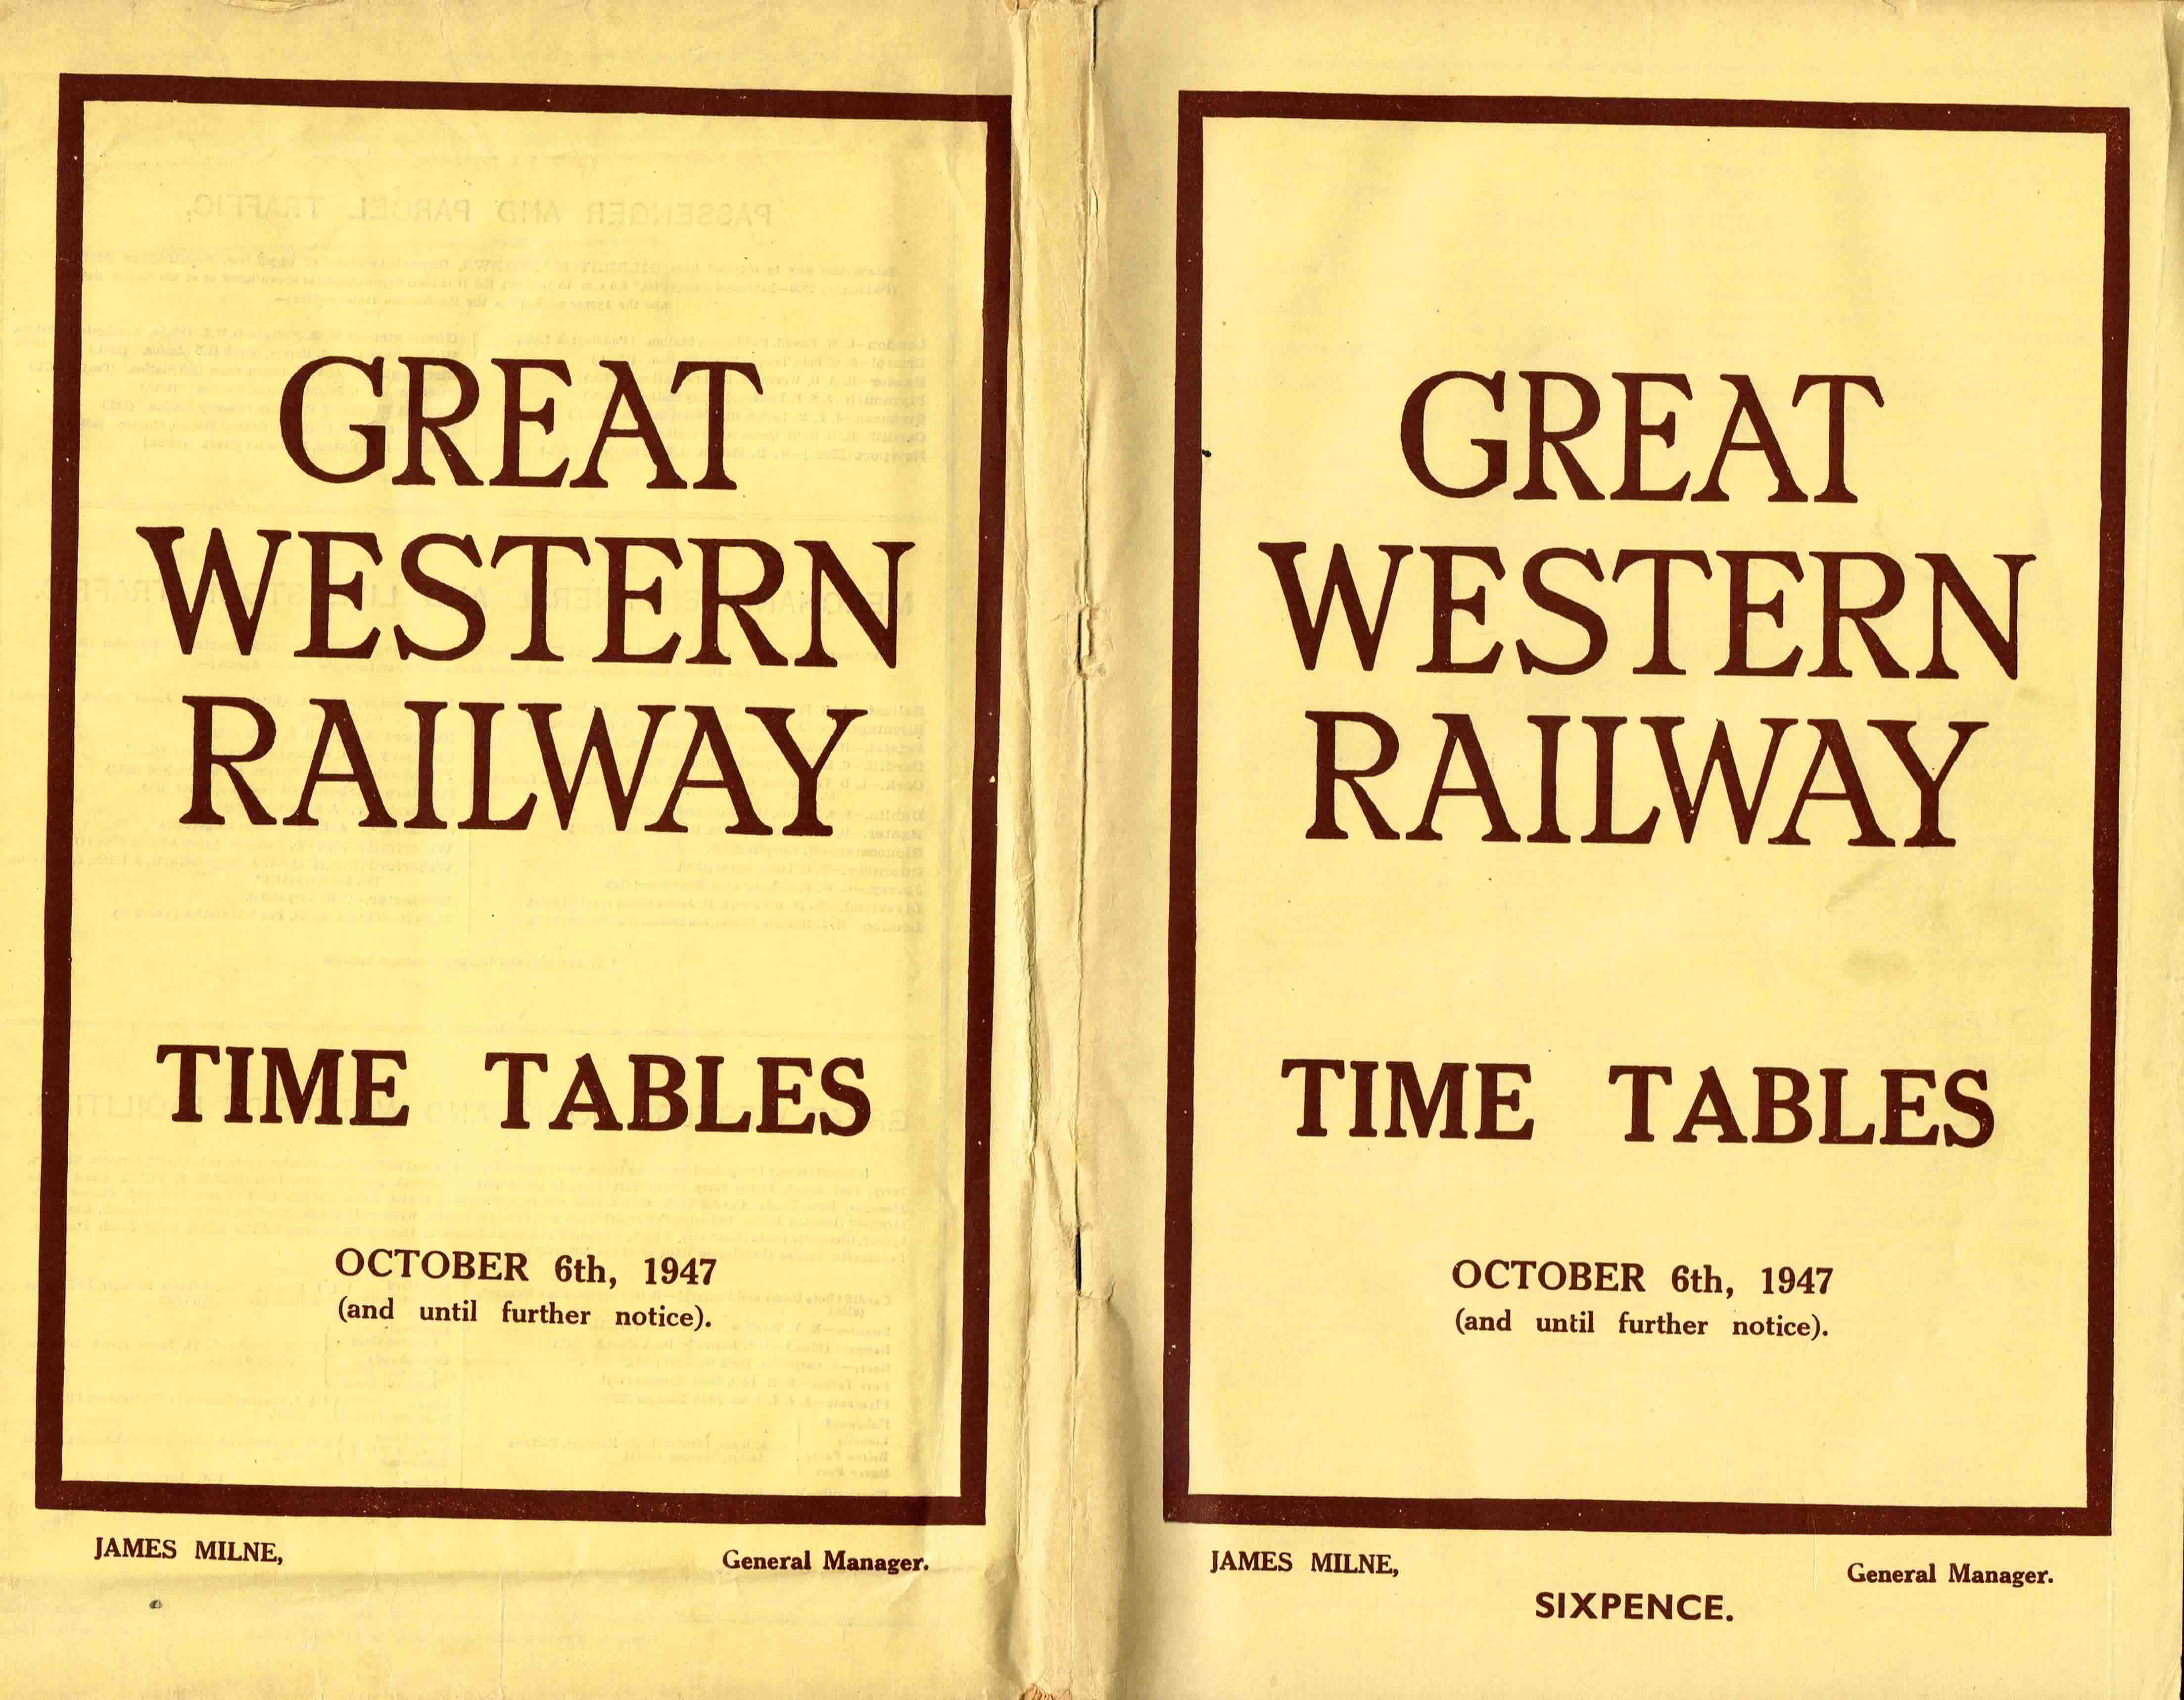 GREAT
WESTERN
RAILWAY
TIME TABLES
OCTOBER 6th, 1947
(and until further notice).
JAMES MILNE,
General Manager.
GREAT
WESTERN
RAILWAY
TIME TABLES
OCTOBER 6th, 1947
(and until further notice).
JAMES MILNE,
General Manager.
SIXPENCE.